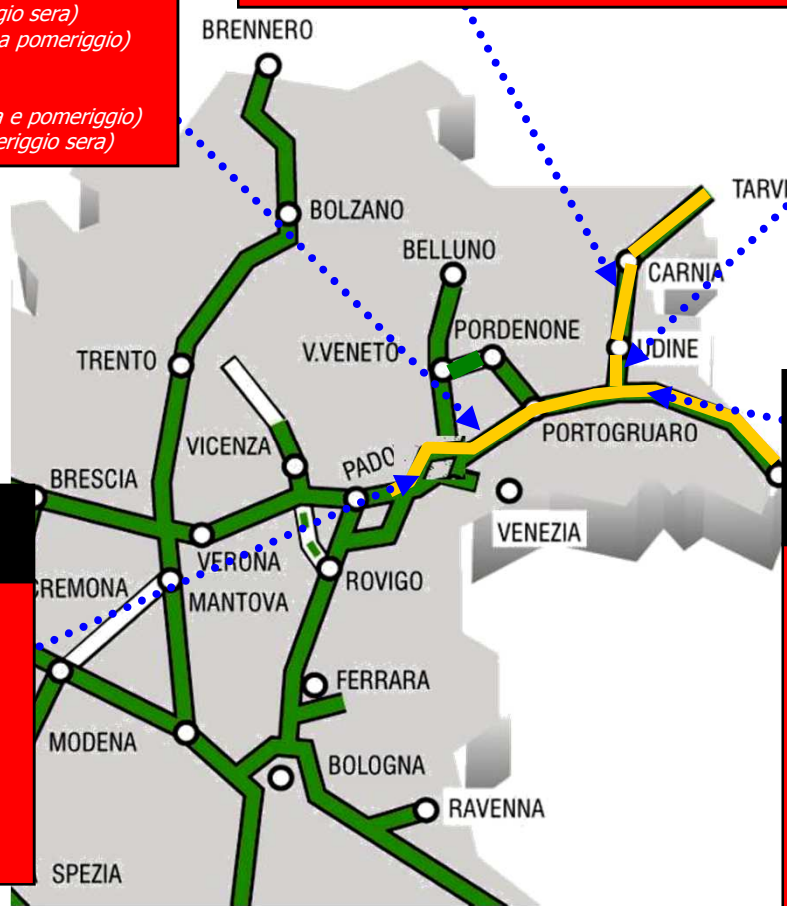 gio sera)
a pomeriggio)
a e pomeriggio)
eriggio sera)
BRENNERO
BOLZANO
TARVI
BELLUNO
CARNIA
PORDENONE
V.VENETO
UDINE
TRENTO
PORTOGRUARO
VICENZA
PADO
BRESCIA
VENEZIA
VERONA
CREMONA
MANTOVA
ROVIGO
FERRARA
MODENA
BOLOGNA
RAVENNA
SPEZIA